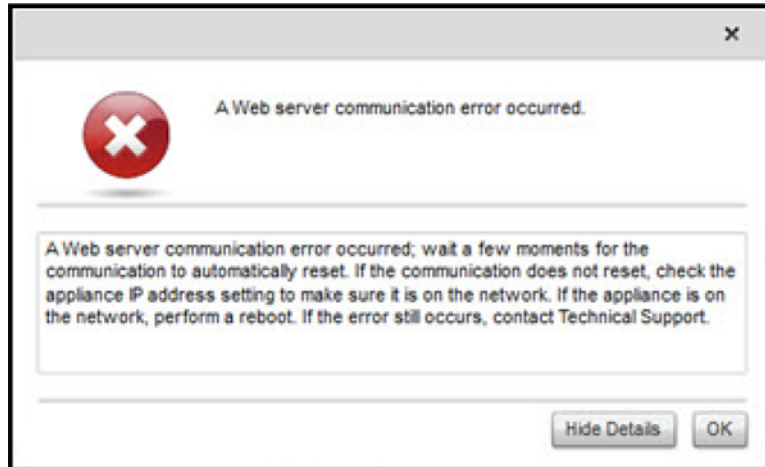 A Web server communication error occurred.
A Web server communication error occurred; wait a few moments for the
communication to automatically reset. If the communication does not reset, check the
appliance IP address setting to make sure it is on the network. If the appliance is on
the network, perform a reboot. If the error still occurs, contact Technical Support.
Hide Details OK